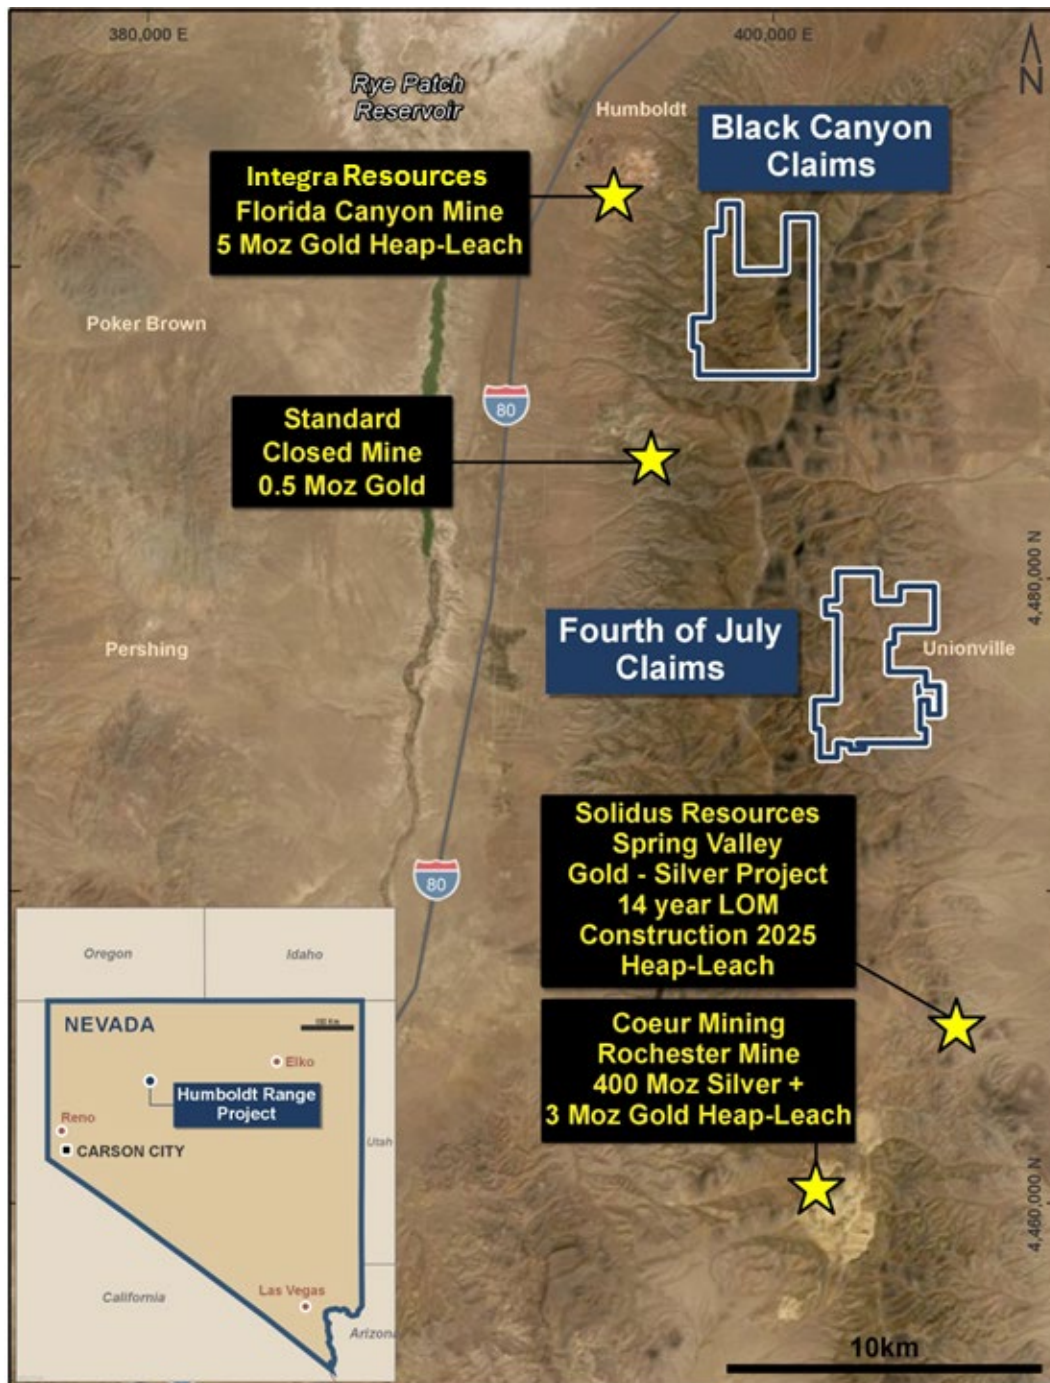 380,000 E
400,000 E
N
Rye Patch
Reservoir
Humboldt
Black Canyon
Claims
Integra Resources
Florida Canyon Mine
5 Moz Gold Heap-Leach
Poker Brown
80
Standard
Closed Mine
0.5 Moz Gold
4,480,000 N
Fourth of July
Claims
Pershing
Unionville
Solidus Resources
Spring Valley
Gold - Silver Project
14 year LOM
Construction 2025
Heap-Leach
80
Coeur Mining
Rochester Mine
400 Moz Silver +
3 Moz Gold Heap-Leach
4,460,000 N
10km
Oregon
Idaho
NEVADA
Elko
Humboldt Range
Project
Reno
CARSON CITY
Utah
California
Las Vegas
Arizona